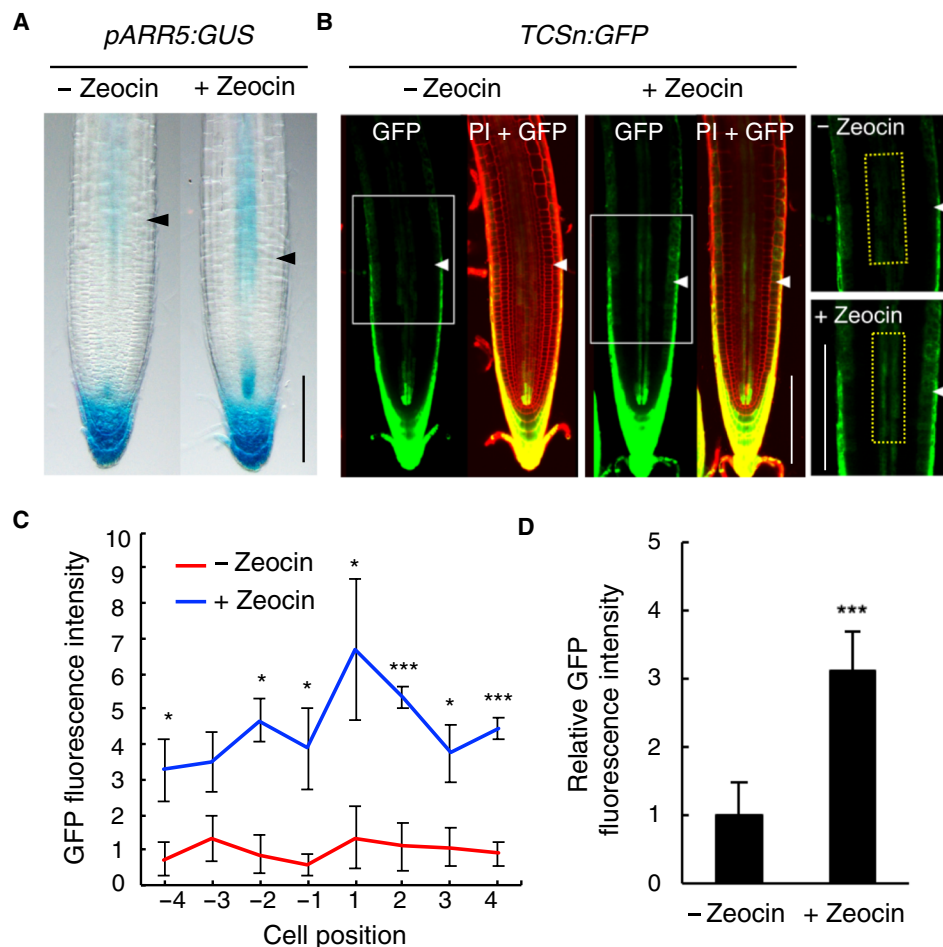 A
pARR5:GUS
− Zeocin + Zeocin
B
TCSn:GFP
− Zeocin
+ Zeocin
GFP
PI + GFP
GFP
PI + GFP
− Zeocin
+ Zeocin
C
GFP fluorescence intensity
10
9
8
7
6
5
4
3
2
1
0
− Zeocin
+ Zeocin
*
*
*
*
***
*
***
−4 −3 −2 −1 1 2 3 4
Cell position
D
Relative GFP
fluorescence intensity
5
4
3
2
1
0
***
− Zeocin + Zeocin